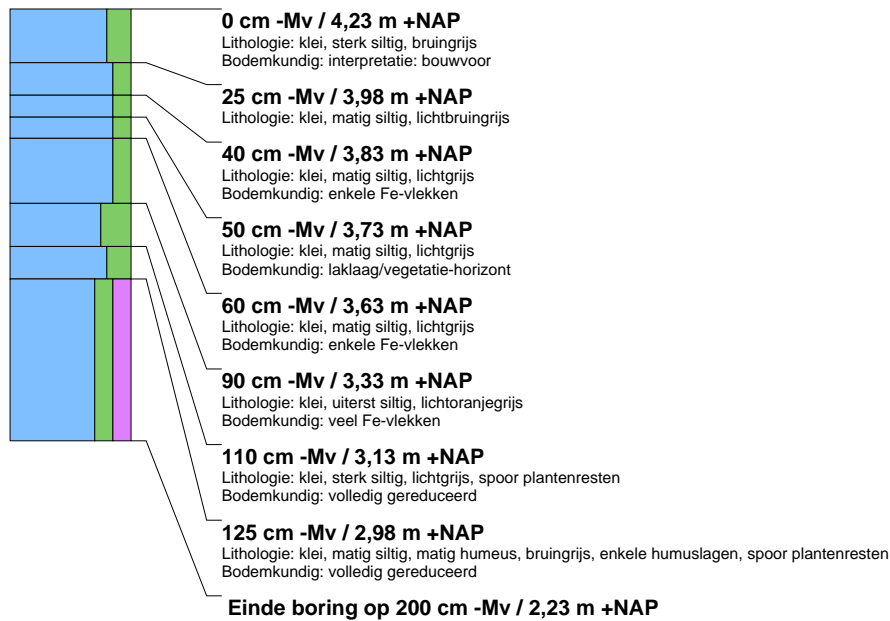 0 cm -Mv / 4,23 m +NAP
Lithologie: klei, sterk siltig, bruingrijs
Bodemkundig: interpretatie: bouwvoor
25 cm -Mv / 3,98 m +NAP
Lithologie: klei, matig siltig, lichtbruingrijs
40 cm -Mv / 3,83 m +NAP
Lithologie: klei, matig siltig, lichtgrijs
Bodemkundig: enkele Fe-vlekken
50 cm -Mv / 3,73 m +NAP
Lithologie: klei, matig siltig, lichtgrijs
Bodemkundig: laklaag/vegetatie-horizont
60 cm -Mv / 3,63 m +NAP
Lithologie: klei, matig siltig, lichtgrijs
Bodemkundig: enkele Fe-vlekken
90 cm -Mv / 3,33 m +NAP
Lithologie: klei, uiterst siltig, lichtoranjegrijs
Bodemkundig: veel Fe-vlekken
110 cm -Mv / 3,13 m +NAP
Lithologie: klei, sterk siltig, lichtgrijs, spoor plantenresten
Bodemkundig: volledig gereduceerd
125 cm -Mv / 2,98 m +NAP
Lithologie: klei, matig siltig, matig humeus, bruingrijs, enkele humuslagen, spoor plantenresten
Bodemkundig: volledig gereduceerd
Einde boring op 200 cm -Mv / 2,23 m +NAP